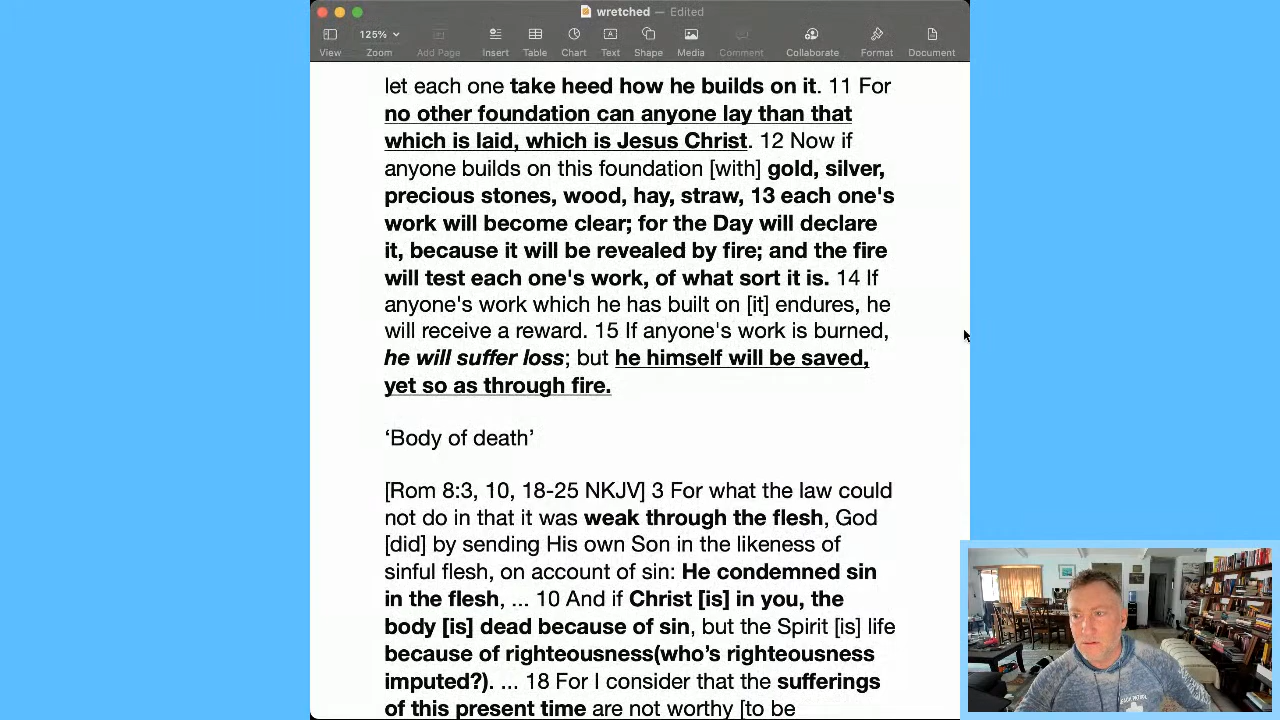 wretched — Edited
125%
View
Zoom
Add Page
Insert
Table
Chart
Text
Shape
Media
Comment
Collaborate
Format
Document
let each one take heed how he builds on it. 11 For
no other foundation can anyone lay than that
which is laid, which is Jesus Christ. 12 Now if
anyone builds on this foundation [with] gold, silver,
precious stones, wood, hay, straw, 13 each one's
work will become clear; for the Day will declare
it, because it will be revealed by fire; and the fire
will test each one's work, of what sort it is. 14 If
anyone's work which he has built on [it] endures, he
will receive a reward. 15 If anyone's work is burned,
he will suffer loss; but he himself will be saved,
yet so as through fire.
‘Body of death’
[Rom 8:3, 10, 18-25 NKJV] 3 For what the law could
not do in that it was weak through the flesh, God
[did] by sending His own Son in the likeness of
sinful flesh, on account of sin: He condemned sin
in the flesh, ... 10 And if Christ [is] in you, the
body [is] dead because of sin, but the Spirit [is] life
because of righteousness(who’s righteousness
imputed?). ... 18 For I consider that the sufferings
of this present time are not worthy [to be